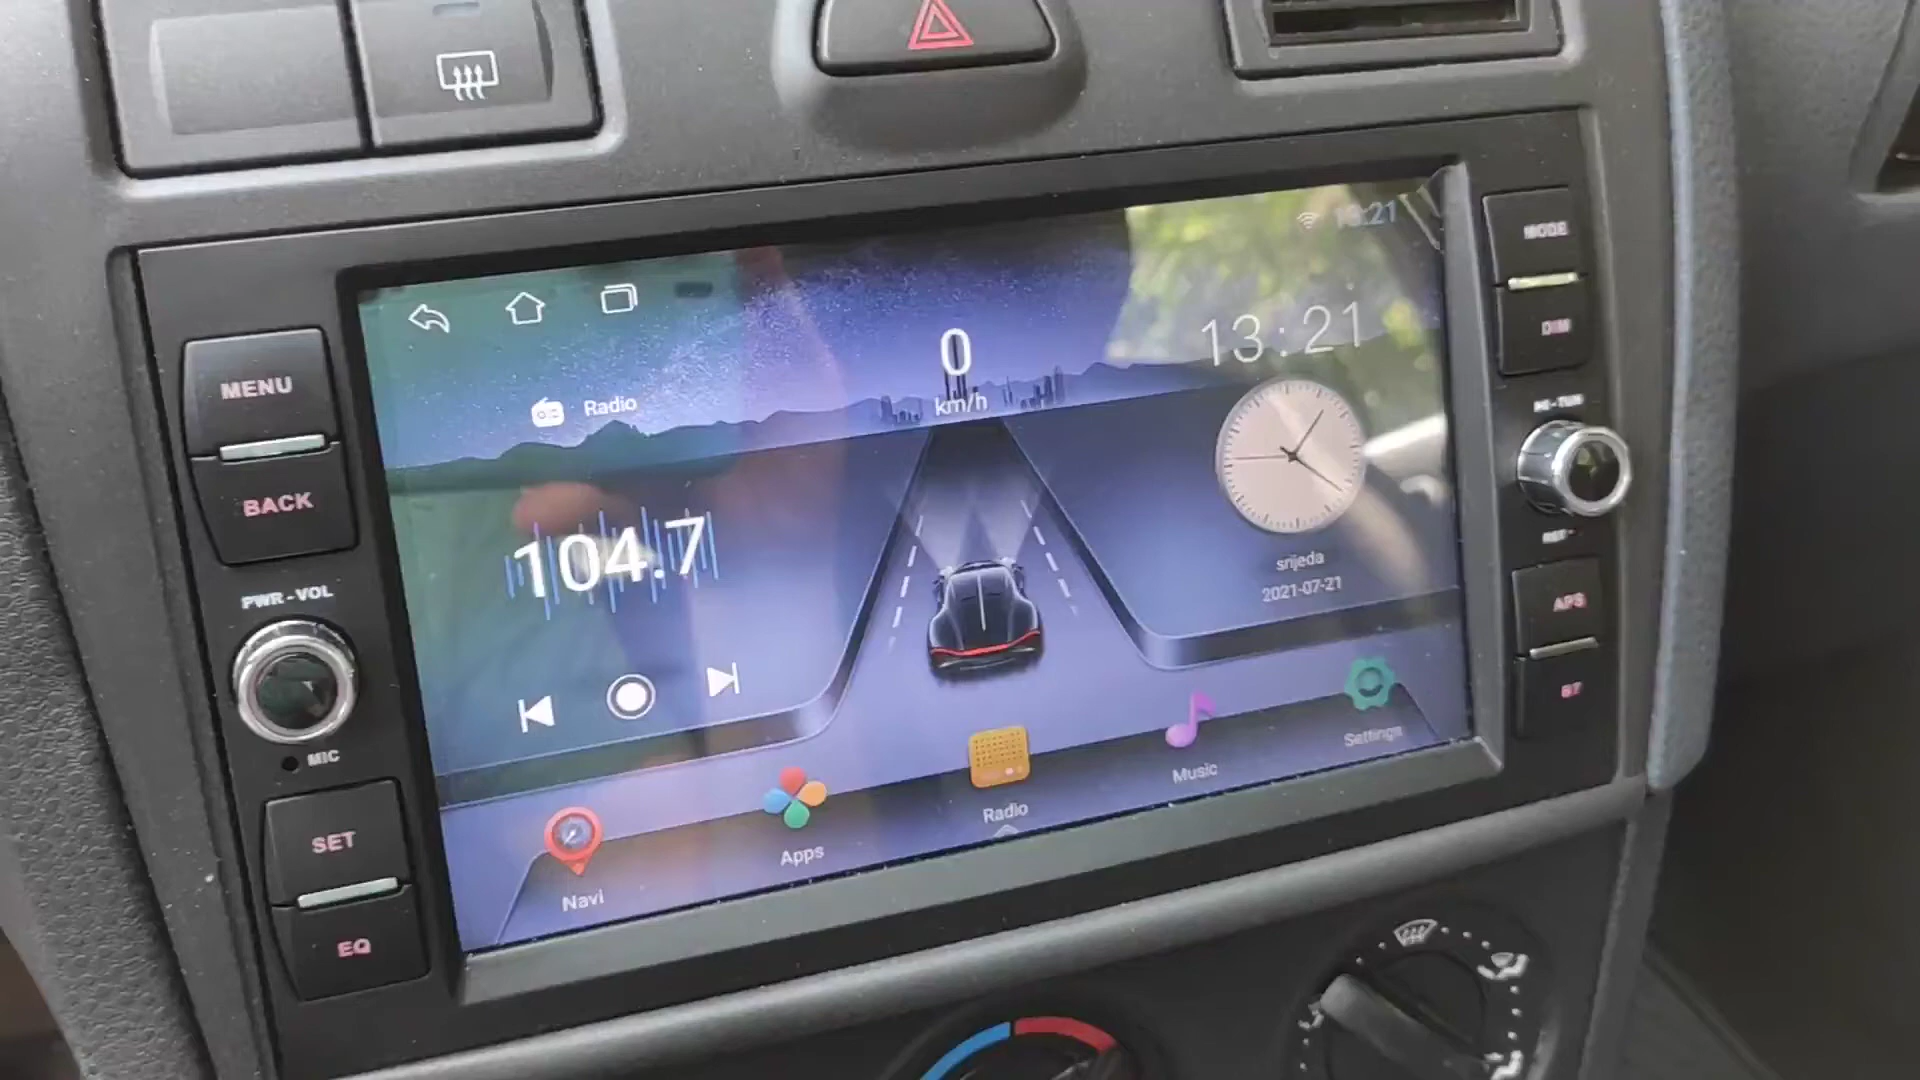 MENU
BACK
PWR-VOL
MIC
SET
EQ
13:21
0
km/h
13:21
Radio
104.7
srijeda
2021-07-21
Navi
Apps
Radio
Music
Settings
MODE
DIM
APS
BT